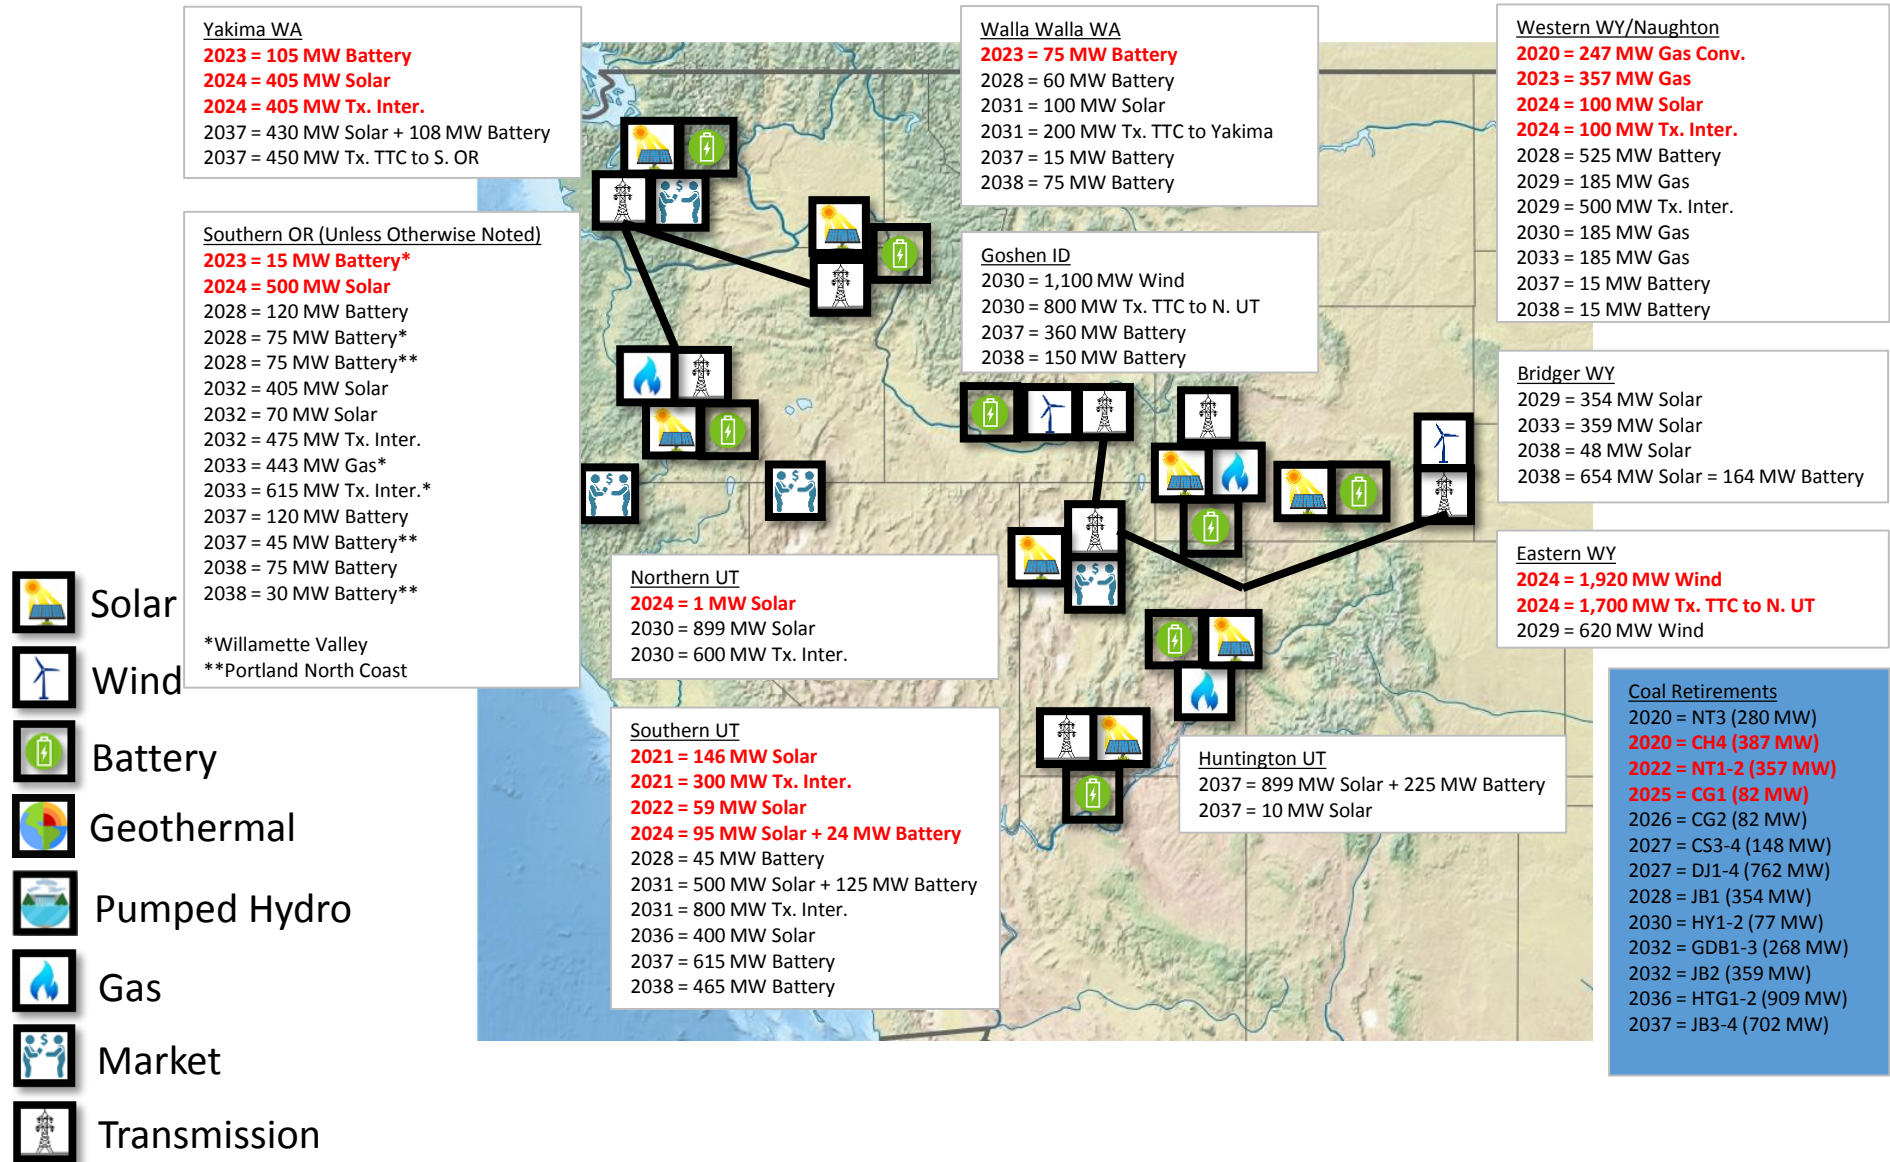 Yakima WA
2023 = 105 MW Battery
2024 = 405 MW Solar
2024 = 405 MW Tx. Inter.
2037 = 430 MW Solar + 108 MW Battery
2037 = 450 MW Tx. TTC to S. OR
Walla Walla WA
2023 = 75 MW Battery
2028 = 60 MW Battery
2031 = 100 MW Solar
2031 = 200 MW Tx. TTC to Yakima
2037 = 15 MW Battery
2038 = 75 MW Battery
Western WY/Naughton
2020 = 247 MW Gas Conv.
2023 = 357 MW Gas
2024 = 100 MW Solar
2024 = 100 MW Tx. Inter.
2028 = 525 MW Battery
2029 = 185 MW Gas
2029 = 500 MW Tx. Inter.
2030 = 185 MW Gas
2033 = 185 MW Gas
2037 = 15 MW Battery
2038 = 15 MW Battery
Southern OR (Unless Otherwise Noted)
2023 = 15 MW Battery*
2024 = 500 MW Solar
2028 = 120 MW Battery
2028 = 75 MW Battery*
2028 = 75 MW Battery**
2032 = 405 MW Solar
2032 = 70 MW Solar
2032 = 475 MW Tx. Inter.
2033 = 443 MW Gas*
2033 = 615 MW Tx. Inter.*
2037 = 120 MW Battery
2037 = 45 MW Battery**
2038 = 75 MW Battery
2038 = 30 MW Battery**
*Willamette Valley
**Portland North Coast
Goshen ID
2030 = 1,100 MW Wind
2030 = 800 MW Tx. TTC to N. UT
2037 = 360 MW Battery
2038 = 150 MW Battery
Bridger WY
2029 = 354 MW Solar
2033 = 359 MW Solar
2038 = 48 MW Solar
2038 = 654 MW Solar = 164 MW Battery
Eastern WY
2024 = 1,920 MW Wind
2024 = 1,700 MW Tx. TTC to N. UT
2029 = 620 MW Wind
Northern UT
2024 = 1 MW Solar
2030 = 899 MW Solar
2030 = 600 MW Tx. Inter.
Southern UT
2021 = 146 MW Solar
2021 = 300 MW Tx. Inter.
2022 = 59 MW Solar
2024 = 95 MW Solar + 24 MW Battery
2028 = 45 MW Battery
2031 = 500 MW Solar + 125 MW Battery
2031 = 800 MW Tx. Inter.
2036 = 400 MW Solar
2037 = 615 MW Battery
2038 = 465 MW Battery
Huntington UT
2037 = 899 MW Solar + 225 MW Battery
2037 = 10 MW Solar
Coal Retirements
2020 = NT3 (280 MW)
2020 = CH4 (387 MW)
2022 = NT1-2 (357 MW)
2025 = CG1 (82 MW)
2026 = CG2 (82 MW)
2027 = CS3-4 (148 MW)
2027 = DJ1-4 (762 MW)
2028 = JB1 (354 MW)
2030 = HY1-2 (77 MW)
2032 = GDB1-3 (268 MW)
2032 = JB2 (359 MW)
2036 = HTG1-2 (909 MW)
2037 = JB3-4 (702 MW)
Solar
Wind
Battery
Geothermal
Pumped Hydro
Gas
Market
Transmission